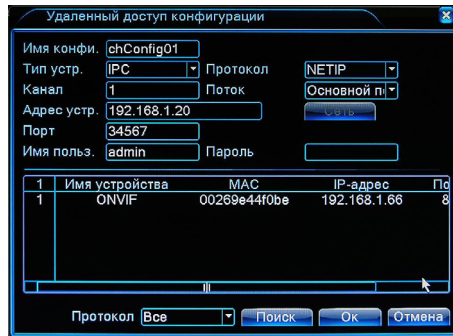 Удаленный доступ конфигурации
Имя конфи. chConfig01
Тип устр. IPC Протокол NETIP
Канал 1 Поток Основной п
Адрес устр. 192.168.1.20 Сеть
Порт 34567
Имя польз. admin Пароль
1 Имя устройства MAC IP-адрес По
1 ONVIF 00269e44f0be 192.168.1.66 8
Протокол Все Поиск Ок Отмена